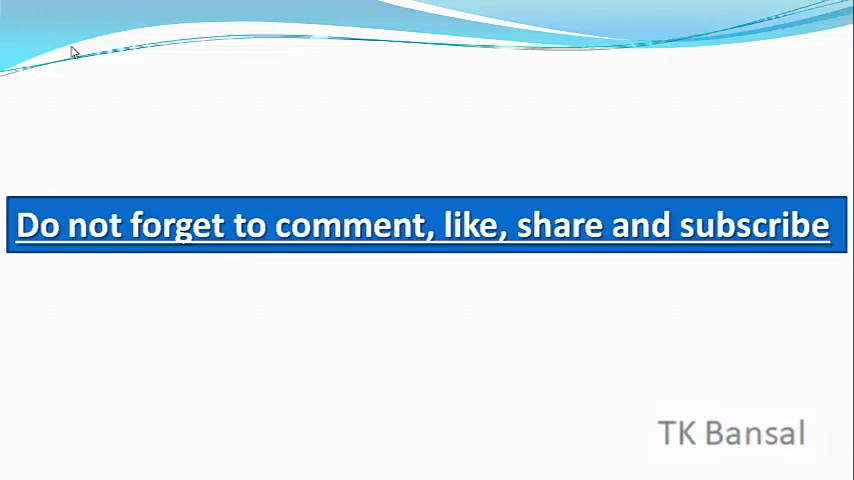 Do not forget to comment, like, share and subscribe
TK Bansal